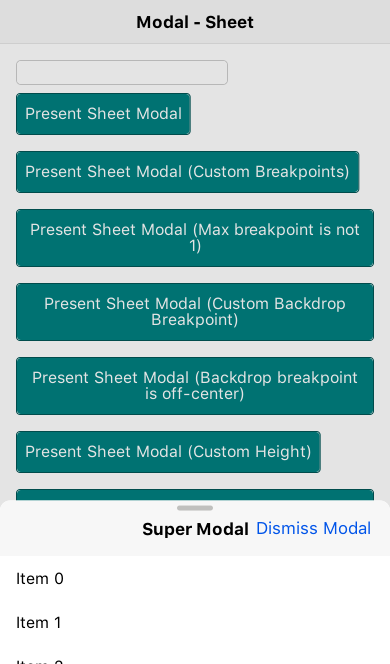 Modal - Sheet
Present Sheet Modal
Present Sheet Modal (Custom Breakpoints)
Present Sheet Modal (Max breakpoint is not
1)
Present Sheet Modal (Custom Backdrop
Breakpoint)
Present Sheet Modal (Backdrop breakpoint
is off-center)
Present Sheet Modal (Custom Height)
Super Modal Dismiss Modal
Item 0
Item 1